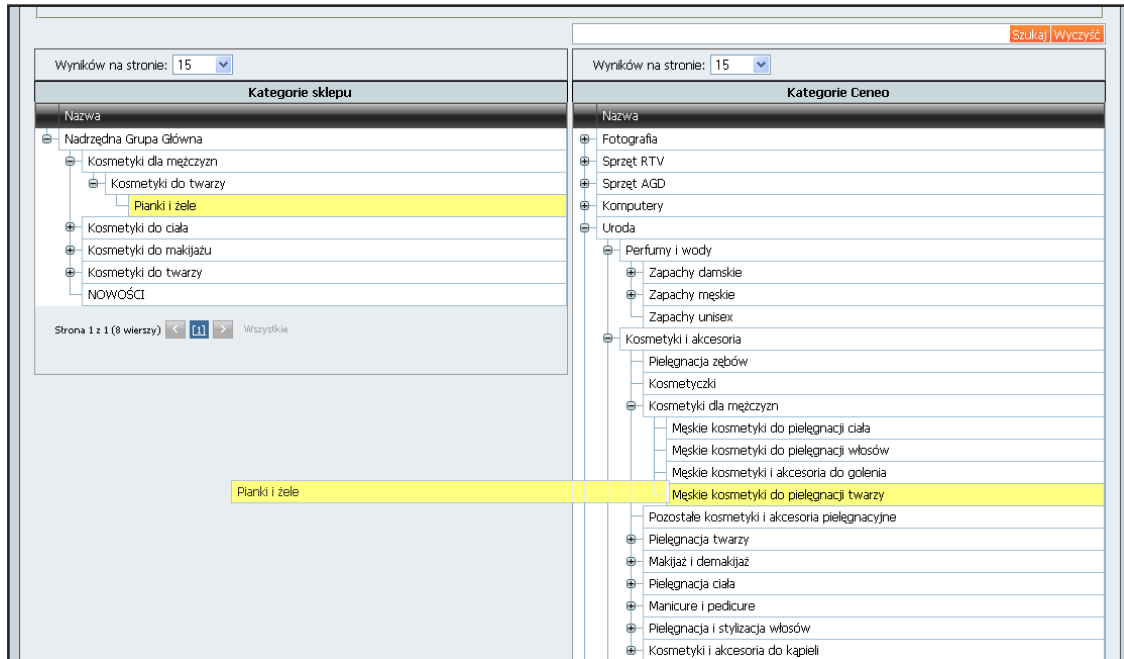 Szukaj Wyczyść
Wyników na stronie: 15
Kategorie sklepu
Nazwa
Nadrzędna Grupa Główna
Kosmetyki dla mężczyzn
Kosmetyki do twarzy
Pianki i żele
Kosmetyki do ciała
Kosmetyki do makijażu
Kosmetyki do twarzy
NOWOŚCI
Strona 1 z 1 (8 wierszy) < [1] > Wszystkie
Pianki i żele
Wyników na stronie: 15
Kategorie Ceneo
Nazwa
Fotografia
Sprzęt RTV
Sprzęt AGD
Komputery
Uroda
Perfumy i wody
Zapachy damskie
Zapachy męskie
Zapachy unisex
Kosmetyki i akcesoria
Pielęgnacja zębów
Kosmetyczki
Kosmetyki dla mężczyzn
Męskie kosmetyki do pielęgnacji ciała
Męskie kosmetyki do pielęgnacji włosów
Męskie kosmetyki i akcesoria do golenia
Męskie kosmetyki do pielęgnacji twarzy
Pozostałe kosmetyki i akcesoria pielęgnacyjne
Pielęgnacja twarzy
Makijaż i demakijaż
Pielęgnacja ciała
Manicure i pedicure
Pielęgnacja i stylizacja włosów
Kosmetyki i akcesoria do kąpieli